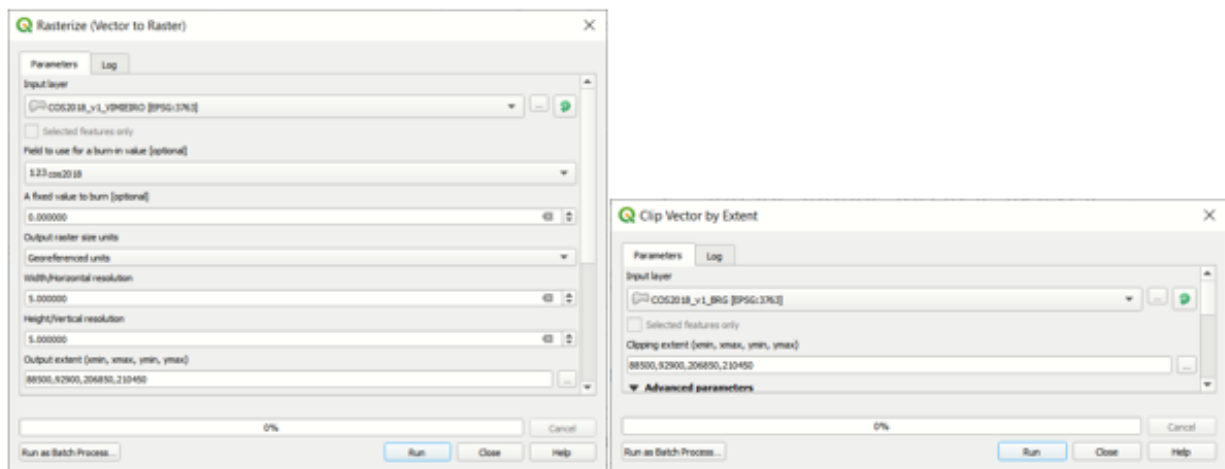 Rasterize (Vector to Raster)
Parameters Log
Input layer
COS2018_v1_VIMIEIRO [EPSG:3763]
Selected features only
Field to use for a burn-in value [optional]
123 cos2018
A fixed value to burn [optional]
0.000000
Output raster size units
Georeferenced units
Width/Horizontal resolution
5.000000
Height/Vertical resolution
5.000000
Output extent (xmin, xmax, ymin, ymax)
88500,92900,206850,210450
0%
Cancel
Run as Batch Process...
Run
Close
Help
Clip Vector by Extent
Parameters Log
Input layer
COS2018_v1_BRG [EPSG:3763]
Selected features only
Clipping extent (xmin, xmax, ymin, ymax)
88500,92900,206850,210450
Advanced parameters
0%
Cancel
Run as Batch Process...
Run
Close
Help